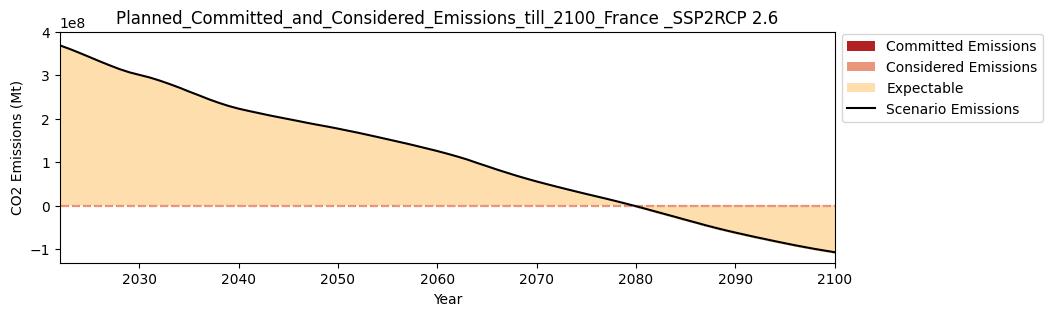 Planned_Committed_and_Considered_Emissions_till_2100_France _SSP2RCP 2.6
1e8
4
3
2
1
0
−1
CO2 Emissions (Mt)
2030 2040 2050 2060 2070 2080 2090 2100
Year
Committed Emissions
Considered Emissions
Expectable
Scenario Emissions